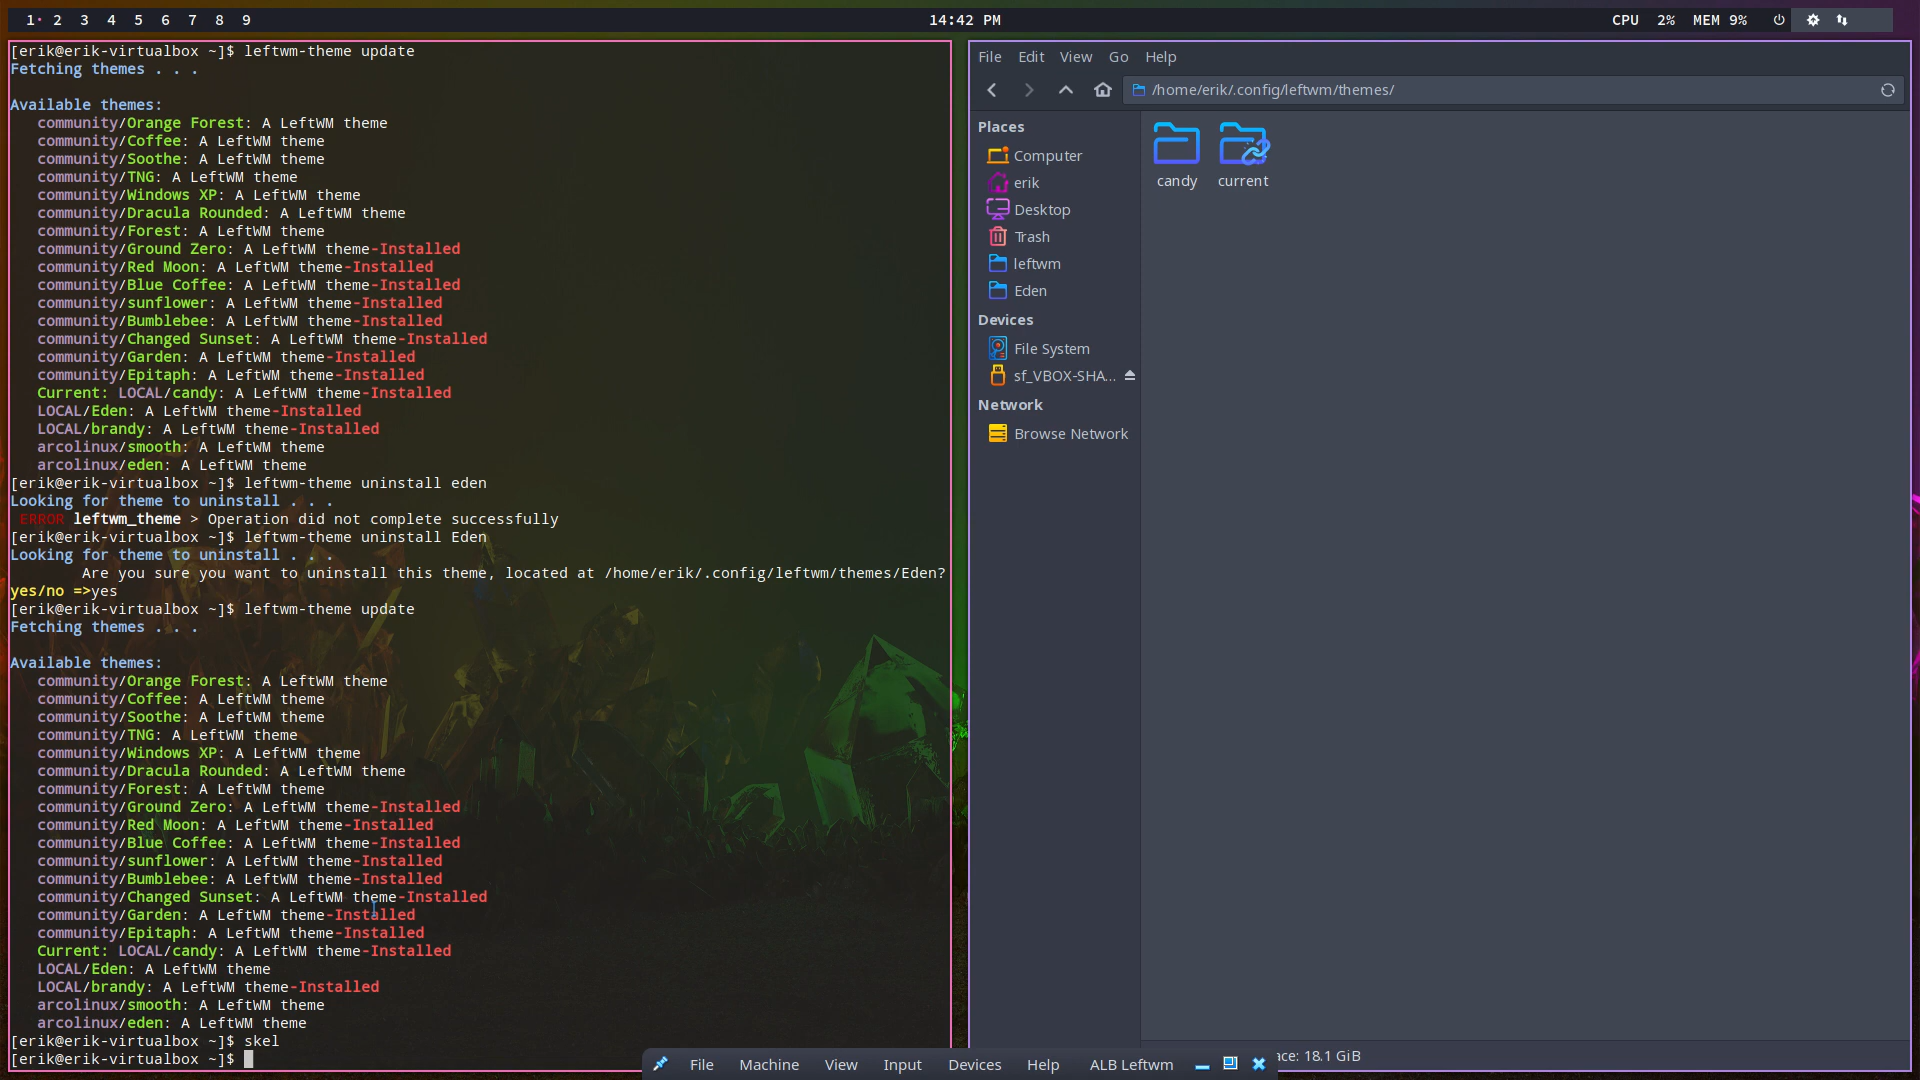 1 2 3 4 5 6 7 8 9
14:42 PM
CPU 2% MEM 9%
[erik@erik-virtualbox ~]$ leftwm-theme update
Fetching themes . . .
Available themes:
community/Orange Forest: A LeftWM theme
community/Coffee: A LeftWM theme
community/Soothe: A LeftWM theme
community/TNG: A LeftWM theme
community/Windows XP: A LeftWM theme
community/Dracula Rounded: A LeftWM theme
community/Forest: A LeftWM theme
community/Ground Zero: A LeftWM theme-Installed
community/Red Moon: A LeftWM theme-Installed
community/Blue Coffee: A LeftWM theme-Installed
community/sunflower: A LeftWM theme-Installed
community/Bumblebee: A LeftWM theme-Installed
community/Changed Sunset: A LeftWM theme-Installed
community/Garden: A LeftWM theme-Installed
community/Epitaph: A LeftWM theme-Installed
Current: LOCAL/candy: A LeftWM theme-Installed
LOCAL/Eden: A LeftWM theme-Installed
LOCAL/brandy: A LeftWM theme-Installed
arcolinux/smooth: A LeftWM theme
arcolinux/eden: A LeftWM theme
[erik@erik-virtualbox ~]$ leftwm-theme uninstall eden
Looking for theme to uninstall . . .
ERROR leftwm_theme > Operation did not complete successfully
[erik@erik-virtualbox ~]$ leftwm-theme uninstall Eden
Looking for theme to uninstall . . .
Are you sure you want to uninstall this theme, located at /home/erik/.config/leftwm/themes/Eden?
yes/no =>yes
[erik@erik-virtualbox ~]$ leftwm-theme update
Fetching themes . . .
Available themes:
community/Orange Forest: A LeftWM theme
community/Coffee: A LeftWM theme
community/Soothe: A LeftWM theme
community/TNG: A LeftWM theme
community/Windows XP: A LeftWM theme
community/Dracula Rounded: A LeftWM theme
community/Forest: A LeftWM theme
community/Ground Zero: A LeftWM theme-Installed
community/Red Moon: A LeftWM theme-Installed
community/Blue Coffee: A LeftWM theme-Installed
community/sunflower: A LeftWM theme-Installed
community/Bumblebee: A LeftWM theme-Installed
community/Changed Sunset: A LeftWM theme-Installed
community/Garden: A LeftWM theme-Installed
community/Epitaph: A LeftWM theme-Installed
Current: LOCAL/candy: A LeftWM theme-Installed
LOCAL/Eden: A LeftWM theme
LOCAL/brandy: A LeftWM theme-Installed
arcolinux/smooth: A LeftWM theme
arcolinux/eden: A LeftWM theme
[erik@erik-virtualbox ~]$ skel
[erik@erik-virtualbox ~]$
File Edit View Go Help
/home/erik/.config/leftwm/themes/
Places
Computer
erik
Desktop
Trash
leftwm
Eden
Devices
File System
sf_VBOX-SHA...
Network
Browse Network
candy current
ace: 18.1 GiB
File Machine View Input Devices Help ALB Leftwm